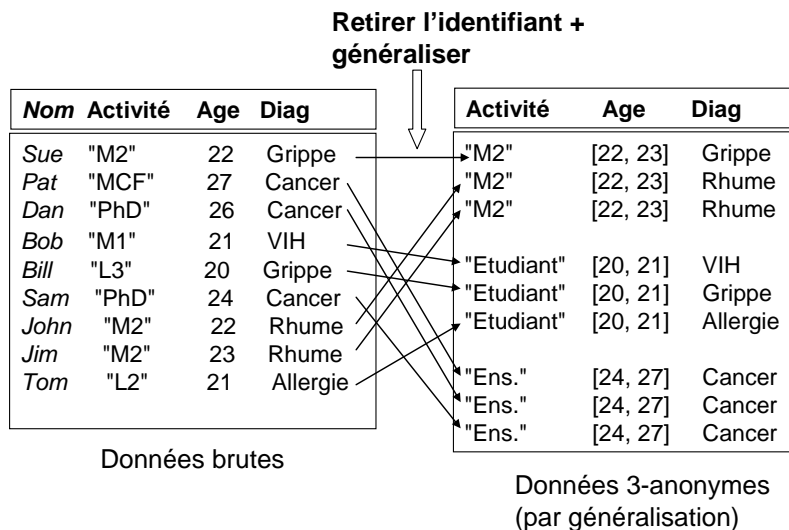 Retirer l'identifiant +
généraliser
Nom Activité Age Diag
Sue "M2" 22 Grippe
Pat "MCF" 27 Cancer
Dan "PhD" 26 Cancer
Bob "M1" 21 VIH
Bill "L3" 20 Grippe
Sam "PhD" 24 Cancer
John "M2" 22 Rhume
Jim "M2" 23 Rhume
Tom "L2" 21 Allergie
Données brutes
Activité Age Diag
"M2" [22, 23] Grippe
"M2" [22, 23] Rhume
"M2" [22, 23] Rhume
"Etudiant" [20, 21] VIH
"Etudiant" [20, 21] Grippe
"Etudiant" [20, 21] Allergie
"Ens." [24, 27] Cancer
"Ens." [24, 27] Cancer
"Ens." [24, 27] Cancer
Données 3-anonymes
(par généralisation)